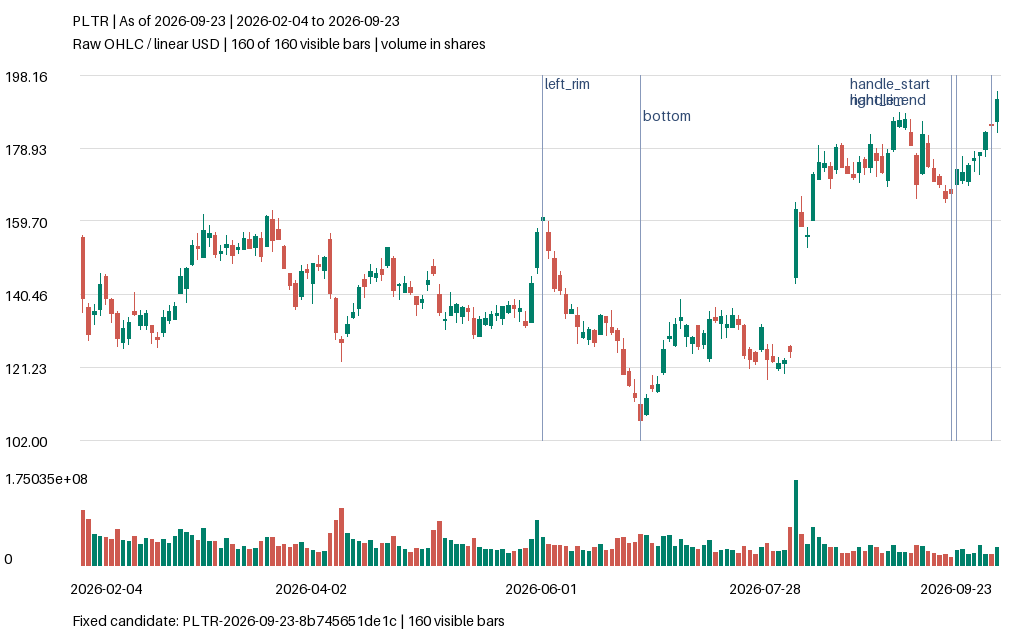 PLTR | As of 2026-09-23 | 2026-02-04 to 2026-09-23
Raw OHLC / linear USD | 160 of 160 visible bars | volume in shares
198.16
left_rim
handle_start
handle_end
bottom
178.93
159.70
140.46
121.23
102.00
1.75035e+08
0
2026-02-04
2026-04-02
2026-06-01
2026-07-28
2026-09-23
Fixed candidate: PLTR-2026-09-23-8b745651de1c | 160 visible bars